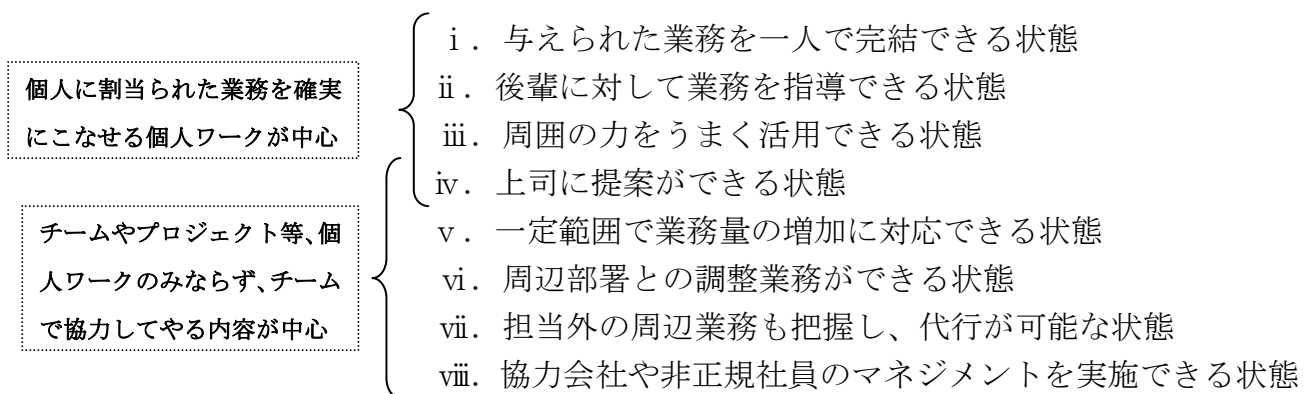 個人に割当られた業務を確実
にこなせる個人ワークが中心
チームやプロジェクト等、個
人ワークのみならず、チーム
で協力してやる内容が中心
ⅰ．与えられた業務を一人で完結できる状態
ⅱ．後輩に対して業務を指導できる状態
ⅲ．周囲の力をうまく活用できる状態
ⅳ．上司に提案ができる状態
ⅴ．一定範囲で業務量の増加に対応できる状態
ⅵ．周辺部署との調整業務ができる状態
ⅶ．担当外の周辺業務も把握し、代行が可能な状態
ⅷ．協力会社や非正規社員のマネジメントを実施できる状態